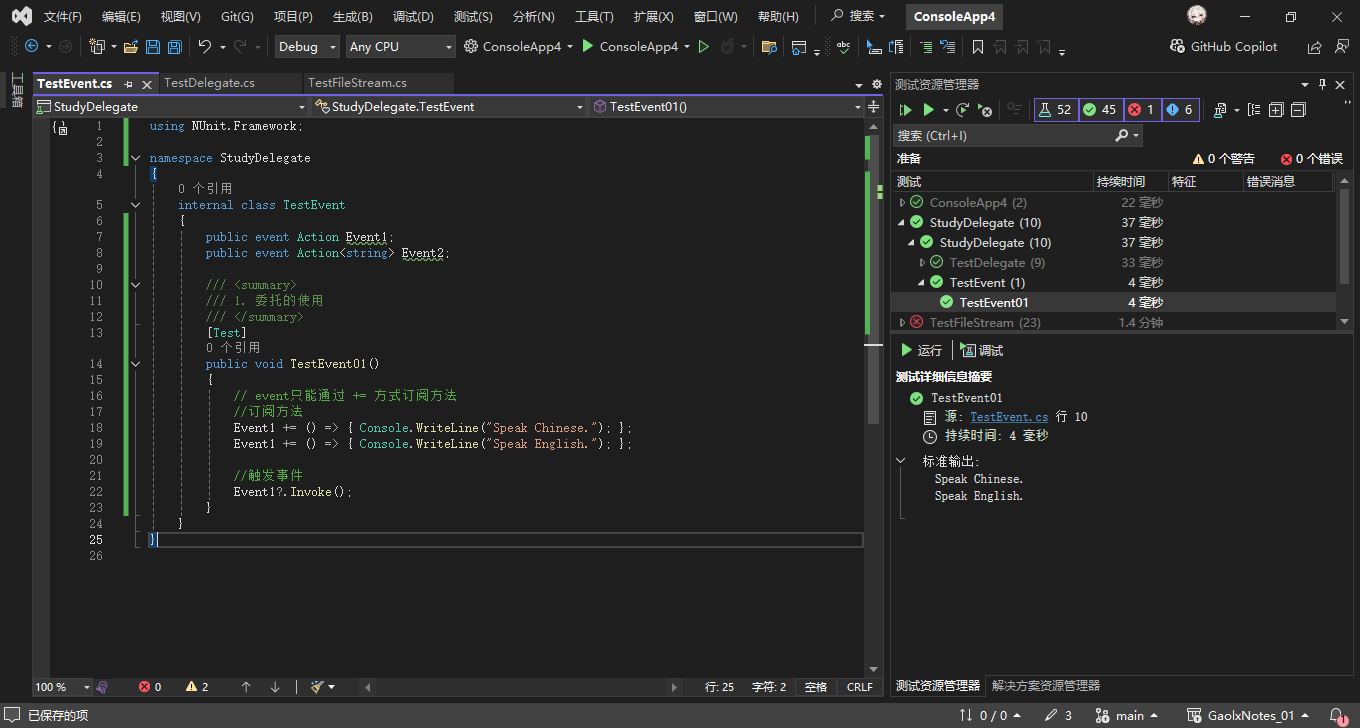 文件(F) 编辑(E) 视图(V) Git(G) 项目(P) 生成(B) 调试(D) 测试(S) 分析(N) 工具(T) 扩展(X) 窗口(W) 帮助(H) 搜索 ConsoleApp4
Debug Any CPU ConsoleApp4 ConsoleApp4 GitHub Copilot
工具箱
TestEvent.cs TestDelegate.cs TestFileStream.cs
StudyDelegate StudyDelegate.TestEvent TestEvent01()
1 using NUnit.Framework;
2
3 namespace StudyDelegate
4 {
0 个引用
5 internal class TestEvent
6 {
7 public event Action Event1;
8 public event Action<string> Event2;
9
10 /// <summary>
11 /// 1. 委托的使用
12 /// </summary>
13 [Test]
0 个引用
14 public void TestEvent01()
15 {
16 // event只能通过 += 方式订阅方法
17 //订阅方法
18 Event1 += () => { Console.WriteLine("Speak Chinese."); };
19 Event1 += () => { Console.WriteLine("Speak English."); };
20
21 //触发事件
22 Event1?.Invoke();
23 }
24 }
25 }
26
100 % 0 2 行: 25 字符: 2 空格 CRLF
测试资源管理器
52 45 1 6
搜索 (Ctrl+I)
准备 0 个警告 0 个错误
测试 持续时间 特征 错误消息
ConsoleApp4 (2) 22 毫秒
StudyDelegate (10) 37 毫秒
StudyDelegate (10) 37 毫秒
TestDelegate (9) 33 毫秒
TestEvent (1) 4 毫秒
TestEvent01 4 毫秒
TestFileStream (23) 1.4 分钟
运行 调试
测试详细信息摘要
TestEvent01
源: TestEvent.cs 行 10
持续时间: 4 毫秒
标准输出:
Speak Chinese.
Speak English.
测试资源管理器 解决方案资源管理器
已保存的项 0 / 0 3 main GaolxNotes_01 1